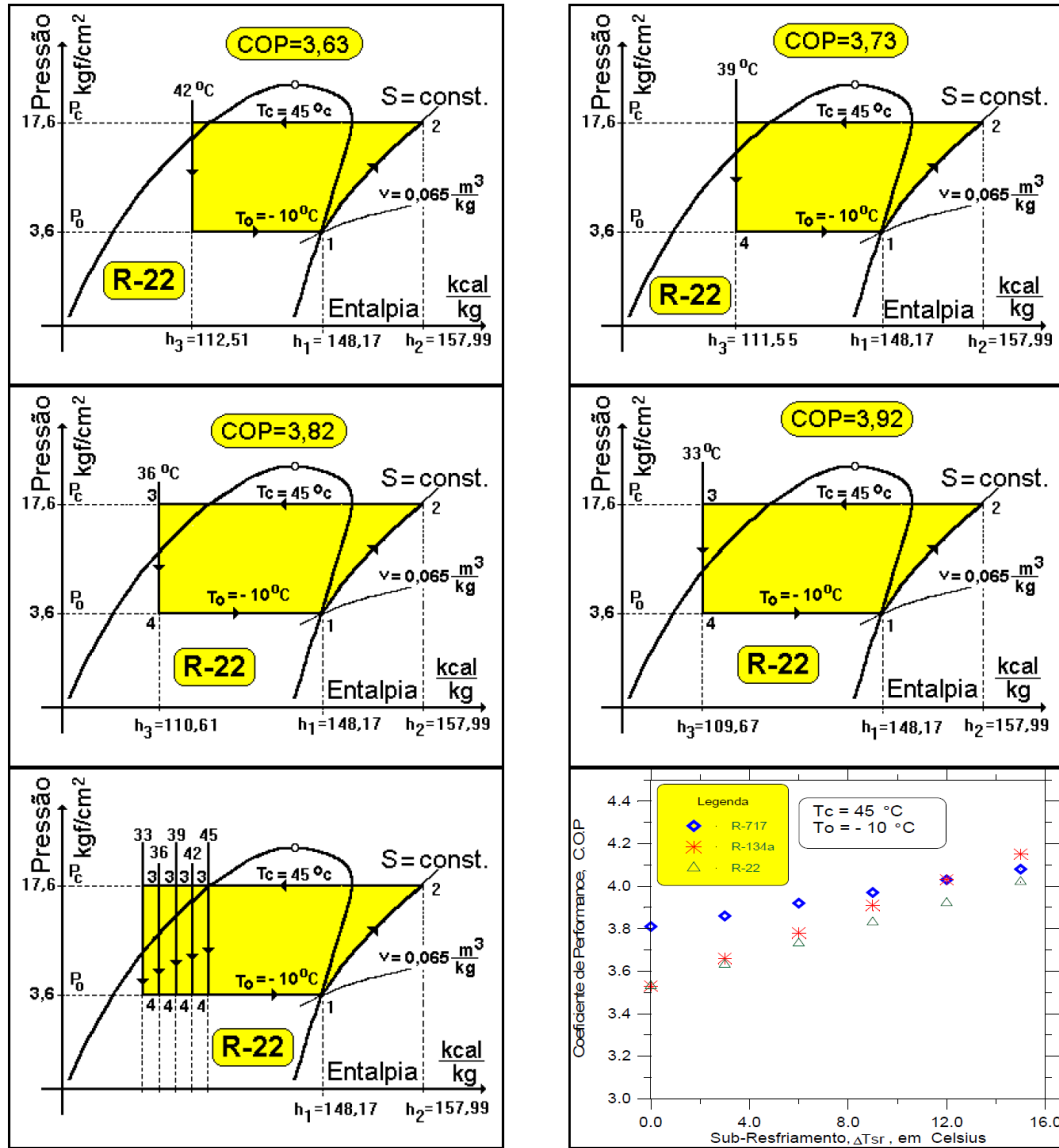 COP=3,63
Pressão
kgf/cm²
Pc
17,6
42 ºC
Tc = 45 ºc
S = const.
2
v = 0,065 m³/kg
Po
3,6
To = - 10ºC
1
R-22
Entalpia kcal/kg
h3 = 112,51
h1=148,17
h2=157,99
COP=3,73
Pressão
kgf/cm²
Pc
17,6
39 ºC
Tc = 45 ºc
S = const.
2
v = 0,065 m³/kg
Po
3,6
To = - 10ºC
4
1
R-22
Entalpia kcal/kg
h3 = 111,55
h1=148,17
h2=157,99
COP=3,82
Pressão
kgf/cm²
Pc
17,6
36 ºC
3
Tc = 45 ºc
S = const.
2
v = 0,065 m³/kg
Po
3,6
To = - 10ºC
4
1
R-22
Entalpia kcal/kg
h3=110,61
h1=148,17
h2=157,99
COP=3,92
Pressão
kgf/cm²
Pc
17,6
33ºC
3
Tc = 45 ºc
S = const.
2
v = 0,065 m³/kg
Po
3,6
To = - 10ºC
4
1
R-22
Entalpia kcal/kg
h3=109,67
h1=148,17
h2=157,99
Pressão
kgf/cm²
Pc
17,6
33 36 39 42 45
3 3 3 3 3
Tc = 45 ºc
S = const.
2
v = 0,065 m³/kg
Po
3,6
To = - 10ºC
4 4 4 4
1
R-22
Entalpia kcal/kg
h1=148,17
h2=157,99
Coeficiente de Performance, C.O.P
4.4
4.2
4.0
3.8
3.6
3.4
3.2
3.0
Legenda
R-717
R-134a
R-22
Tc = 45 °C
To = - 10 °C
0.0 4.0 8.0 12.0 16.0
Sub-Resfriamento, ΔTsr , em Celsius